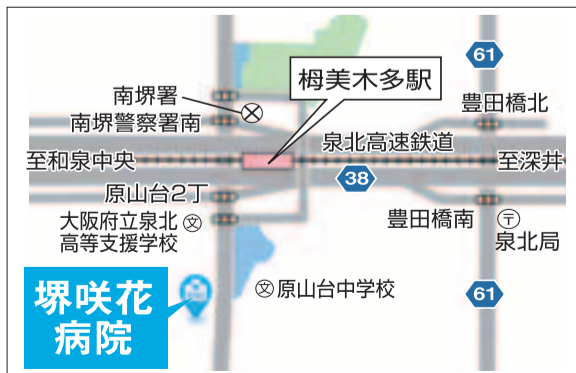 61
栂美木多駅
南堺署
豊田橋北
南堺警察署南
泉北高速鉄道
至和泉中央
至深井
38
原山台2丁
大阪府立泉北
高等支援学校
文
豊田橋南
〒
泉北局
文
原山台中学校
堺咲花
病院
61